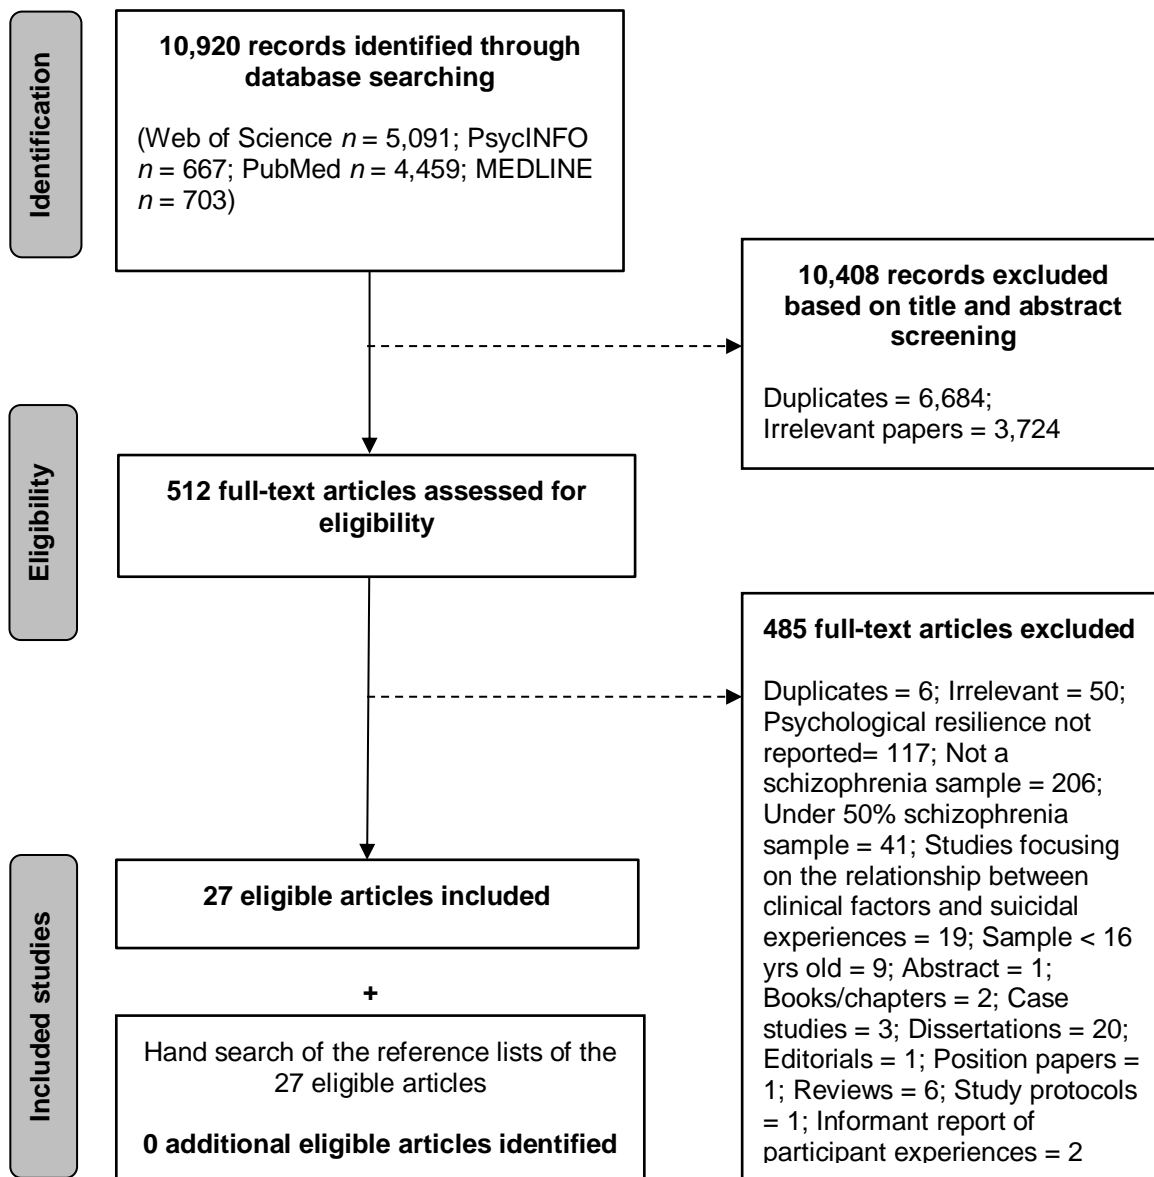 Identification
10,920 records identified through
database searching
(Web of Science n = 5,091; PsycINFO
n = 667; PubMed n = 4,459; MEDLINE
n = 703)
10,408 records excluded
based on title and abstract
screening
Duplicates = 6,684;
Irrelevant papers = 3,724
Eligibility
512 full-text articles assessed for
eligibility
485 full-text articles excluded
Duplicates = 6; Irrelevant = 50;
Psychological resilience not
reported= 117; Not a
schizophrenia sample = 206;
Under 50% schizophrenia
sample = 41; Studies focusing
on the relationship between
clinical factors and suicidal
experiences = 19; Sample < 16
yrs old = 9; Abstract = 1;
Books/chapters = 2; Case
studies = 3; Dissertations = 20;
Editorials = 1; Position papers =
1; Reviews = 6; Study protocols
= 1; Informant report of
participant experiences = 2
Included studies
27 eligible articles included
+
Hand search of the reference lists of the
27 eligible articles
0 additional eligible articles identified